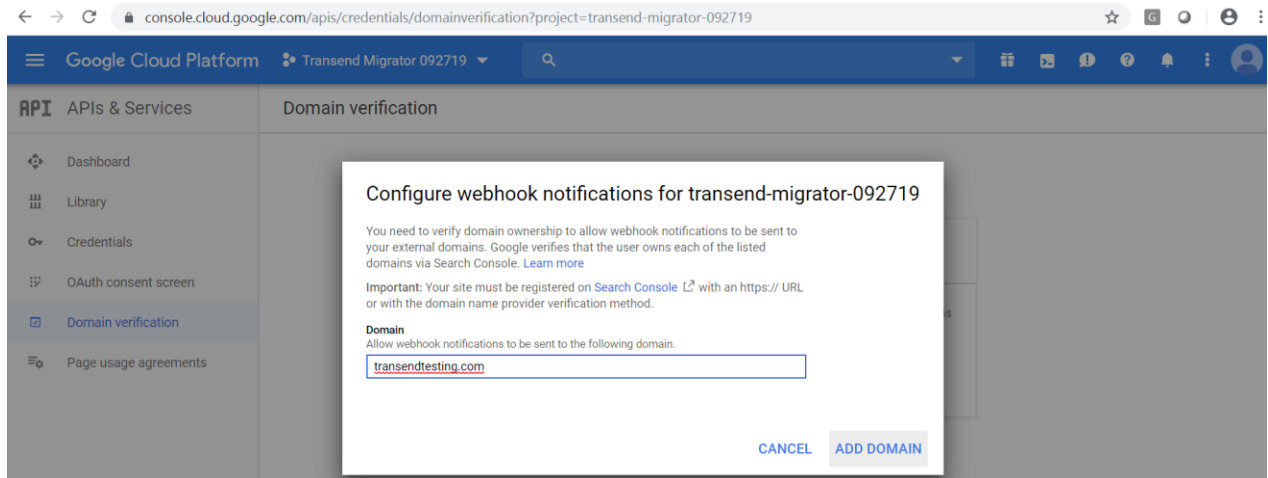 console.cloud.google.com/apis/credentials/domainverification?project=transend-migrator-092719
G
Google Cloud Platform
Transend Migrator 092719
API APIs & Services
Domain verification
Dashboard
Library
Credentials
OAuth consent screen
Domain verification
Page usage agreements
Configure webhook notifications for transend-migrator-092719
You need to verify domain ownership to allow webhook notifications to be sent to
your external domains. Google verifies that the user owns each of the listed
domains via Search Console. Learn more
Important: Your site must be registered on Search Console with an https:// URL
or with the domain name provider verification method.
Domain
Allow webhook notifications to be sent to the following domain.
transendtesting.com
CANCEL ADD DOMAIN